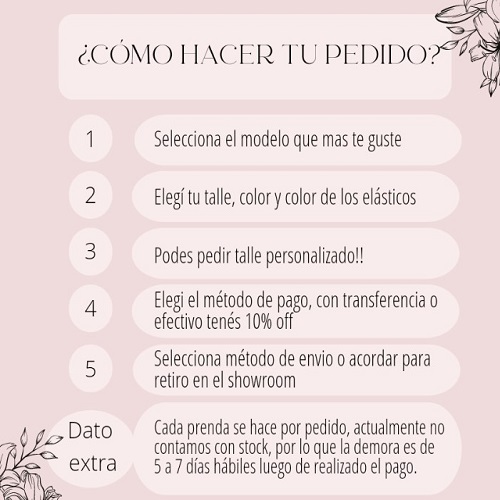 ¿CÓMO HACER TU PEDIDO?
1
Selecciona el modelo que mas te guste
2
Elegí tu talle, color y color de los elásticos
3
Podes pedir talle personalizado!!
4
Elegi el método de pago, con transferencia o
efectivo tenés 10% off
5
Selecciona método de envio o acordar para
retiro en el showroom
Dato
extra
Cada prenda se hace por pedido, actualmente no
contamos con stock, por lo que la demora es de
5 a 7 días hábiles luego de realizado el pago.